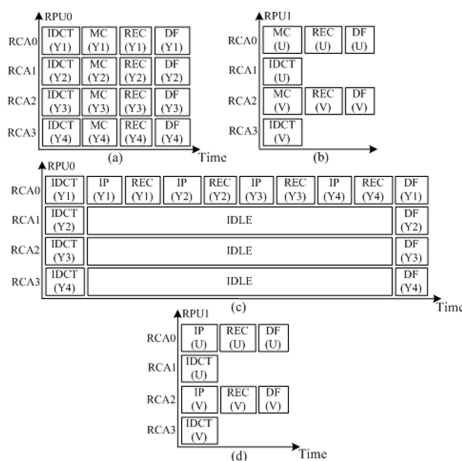 RPU0
RCA0 IDCT (Y1) MC (Y1) REC (Y1) DF (Y1)
RCA1 IDCT (Y2) MC (Y2) REC (Y2) DF (Y2)
RCA2 IDCT (Y3) MC (Y3) REC (Y3) DF (Y3)
RCA3 IDCT (Y4) MC (Y4) REC (Y4) DF (Y4)
(a) Time
RPU1
RCA0 MC (U) REC (U) DF (U)
RCA1 IDCT (U)
RCA2 MC (V) REC (V) DF (V)
RCA3 IDCT (V)
(b)
RPU0
RCA0 IDCT (Y1) IP (Y1) REC (Y1) IP (Y2) REC (Y2) IP (Y3) REC (Y3) IP (Y4) REC (Y4) DF (Y1)
RCA1 IDCT (Y2) IDLE DF (Y2)
RCA2 IDCT (Y3) IDLE DF (Y3)
RCA3 IDCT (Y4) IDLE DF (Y4)
(c) Time
RPU1
RCA0 IP (U) REC (U) DF (U)
RCA1 IDCT (U)
RCA2 IP (V) REC (V) DF (V)
RCA3 IDCT (V)
(d) Time